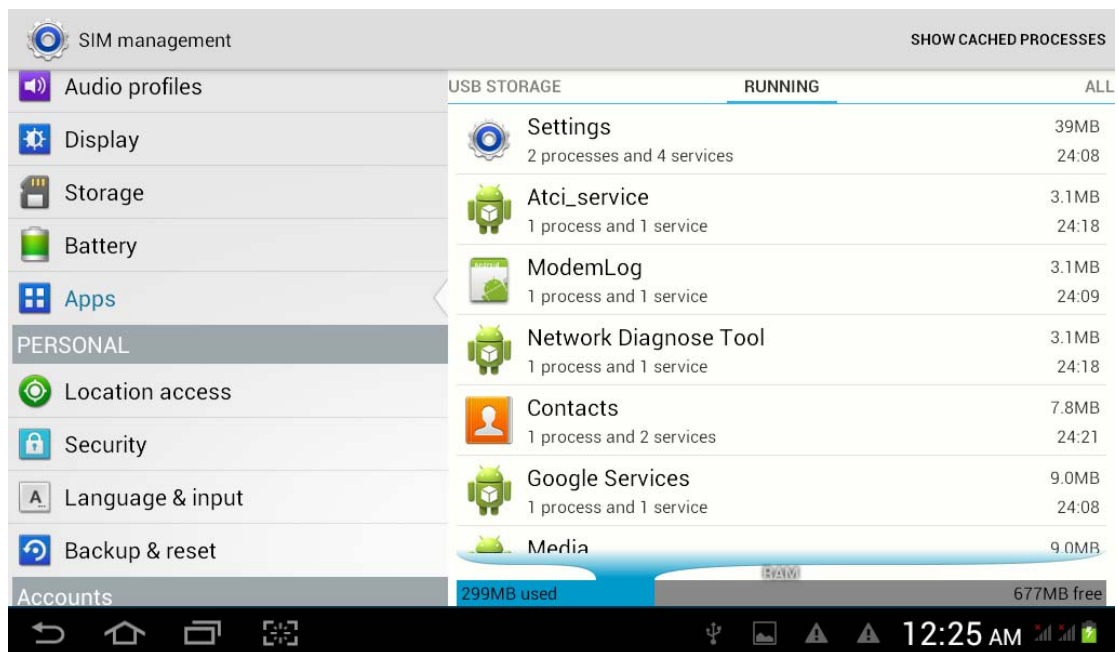 SIM management
SHOW CACHED PROCESSES
Audio profiles
Display
Storage
Battery
Apps
PERSONAL
Location access
Security
Language & input
Backup & reset
Accounts
USB STORAGE
RUNNING
ALL
Settings
39MB
2 processes and 4 services
24:08
Atci_service
3.1MB
1 process and 1 service
24:18
ModemLog
3.1MB
1 process and 1 service
24:09
Network Diagnose Tool
3.1MB
1 process and 1 service
24:18
Contacts
7.8MB
1 process and 2 services
24:21
Google Services
9.0MB
1 process and 1 service
24:08
Media
9.0MB
RAM
299MB used
677MB free
12:25 AM